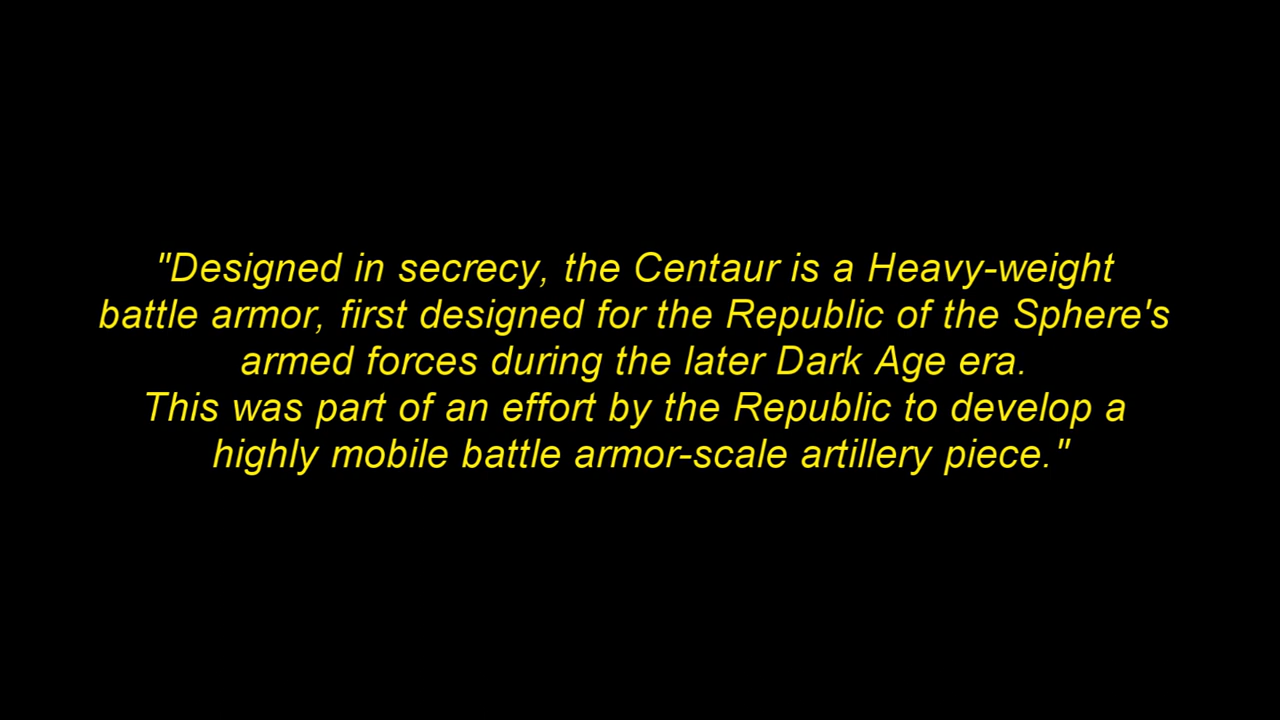 "Designed in secrecy, the Centaur is a Heavy-weight
battle armor, first designed for the Republic of the Sphere's
armed forces during the later Dark Age era.
This was part of an effort by the Republic to develop a
highly mobile battle armor-scale artillery piece."